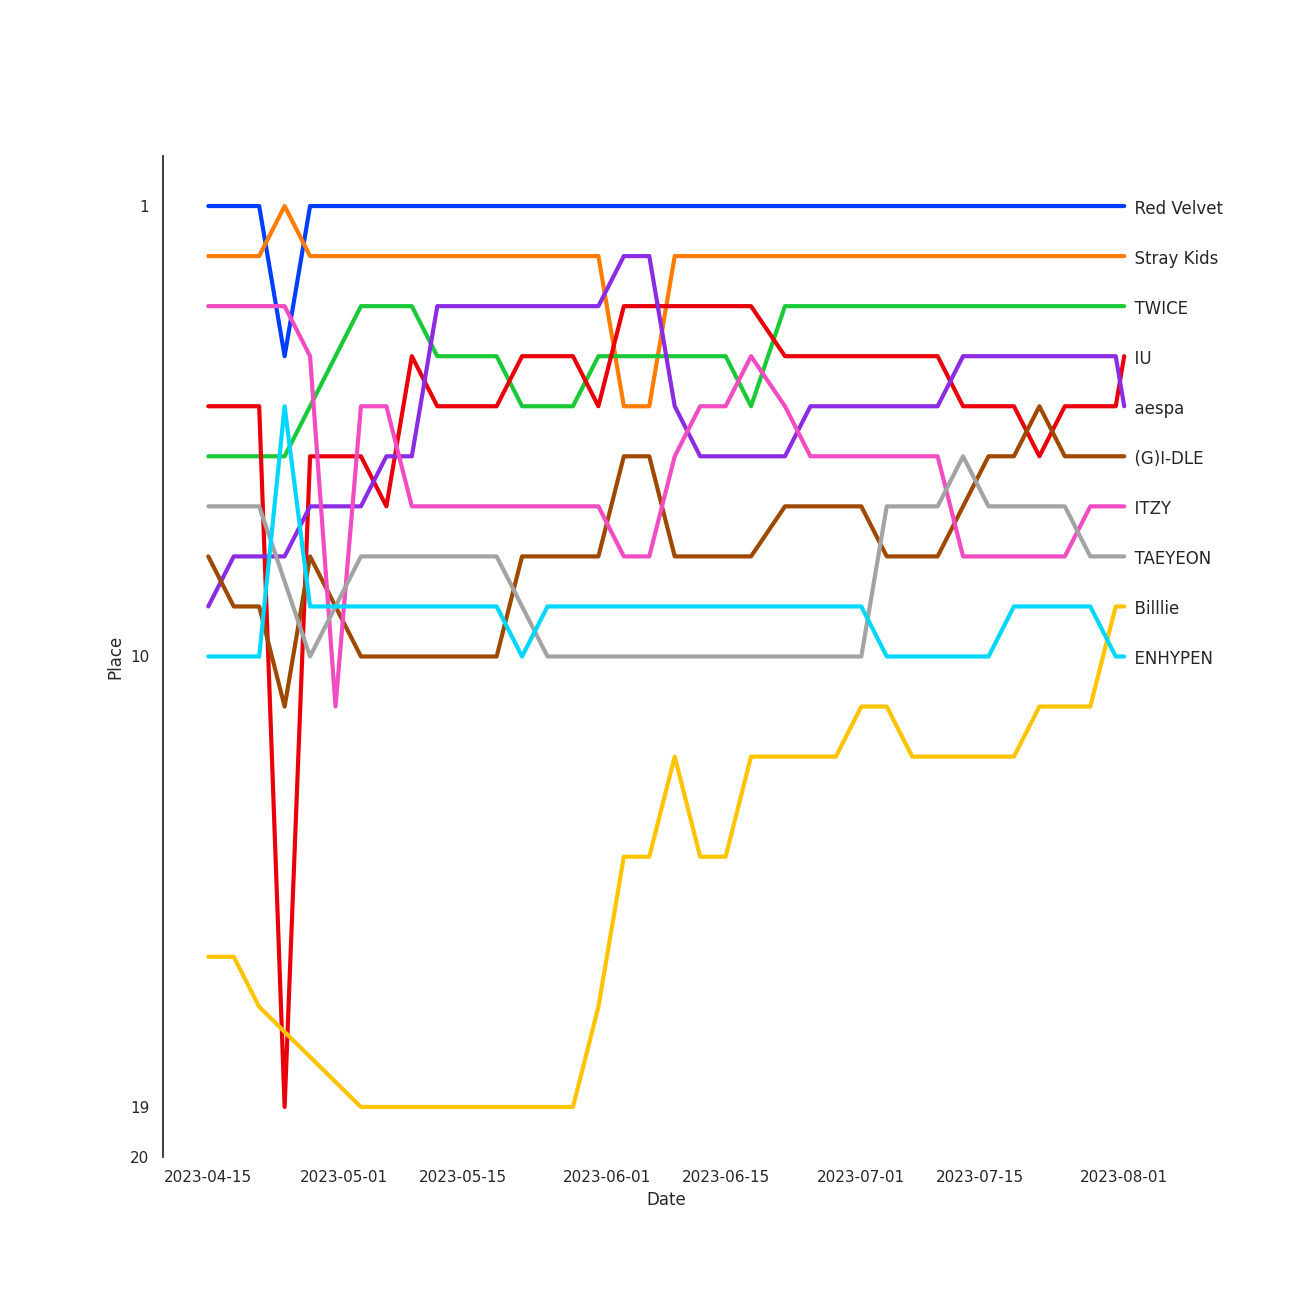 1
10
19
20
Place
Red Velvet
Stray Kids
TWICE
IU
aespa
(G)I-DLE
ITZY
TAEYEON
Billlie
ENHYPEN
2023-04-15 2023-05-01 2023-05-15 2023-06-01 2023-06-15 2023-07-01 2023-07-15 2023-08-01
Date